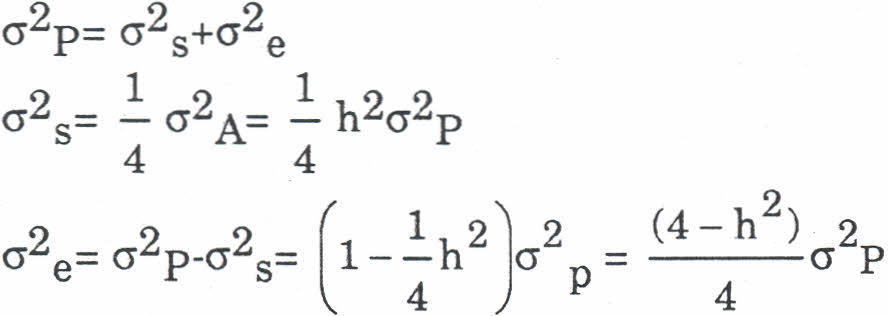 σ²P= σ²s+σ²e
σ²s= 1/4 σ²A= 1/4 h²σ²P
σ²e= σ²P-σ²s= (1 − 1/4 h²)σ²p = (4 − h²)/4 σ²P